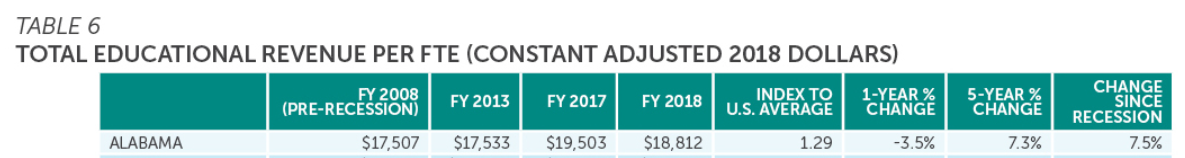 TABLE 6
TOTAL EDUCATIONAL REVENUE PER FTE (CONSTANT ADJUSTED 2018 DOLLARS)
FY 2008 (PRE-RECESSION) FY 2013 FY 2017 FY 2018 INDEX TO U.S. AVERAGE 1-YEAR % CHANGE 5-YEAR % CHANGE CHANGE SINCE RECESSION
ALABAMA $17,507 $17,533 $19,503 $18,812 1.29 -3.5% 7.3% 7.5%